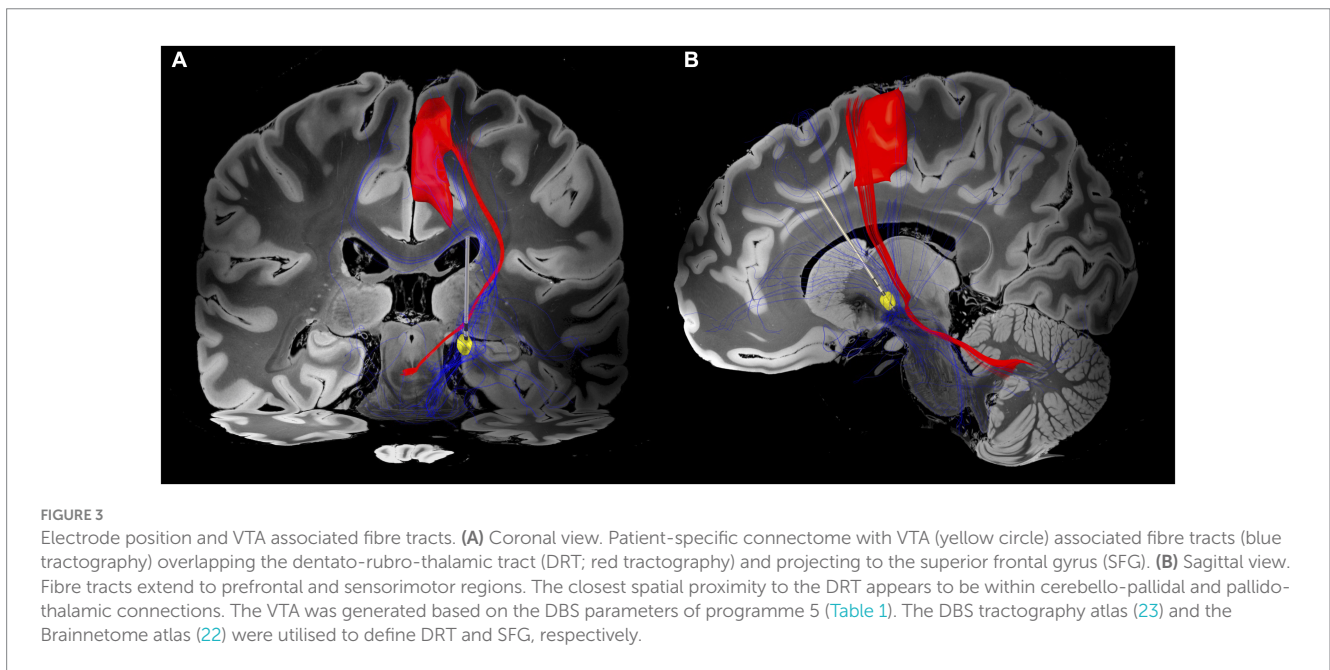 A
B
FIGURE 3
Electrode position and VTA associated fibre tracts. (A) Coronal view. Patient-specific connectome with VTA (yellow circle) associated fibre tracts (blue
tractography) overlapping the dentato-rubro-thalamic tract (DRT; red tractography) and projecting to the superior frontal gyrus (SFG). (B) Sagittal view.
Fibre tracts extend to prefrontal and sensorimotor regions. The closest spatial proximity to the DRT appears to be within cerebello-pallidal and pallido-
thalamic connections. The VTA was generated based on the DBS parameters of programme 5 (Table 1). The DBS tractography atlas (23) and the
Brainnetome atlas (22) were utilised to define DRT and SFG, respectively.